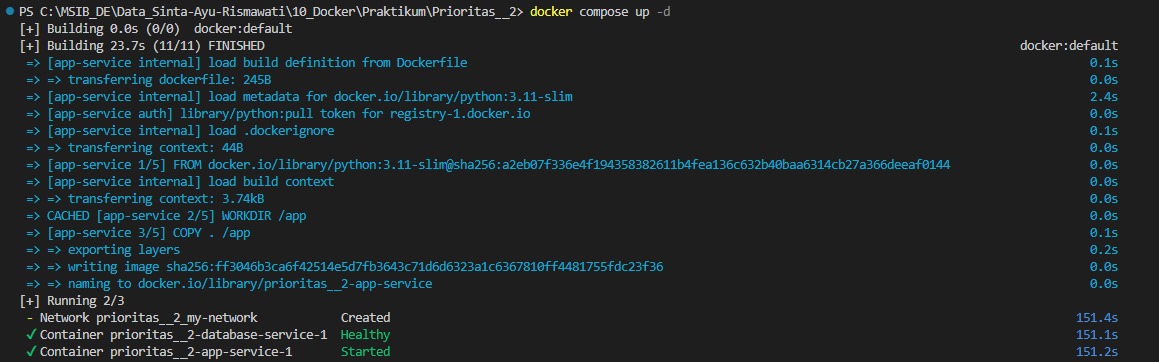 PS C:\MSIB_DE\Data_Sinta-Ayu-Rismawati\10_Docker\Praktikum\Prioritas__2> docker compose up -d
[+] Building 0.0s (0/0)  docker:default
[+] Building 23.7s (11/11) FINISHED docker:default
=> [app-service internal] load build definition from Dockerfile 0.1s
=> => transferring dockerfile: 245B 0.0s
=> [app-service internal] load metadata for docker.io/library/python:3.11-slim 2.4s
=> [app-service auth] library/python:pull token for registry-1.docker.io 0.0s
=> [app-service internal] load .dockerignore 0.1s
=> => transferring context: 44B 0.0s
=> [app-service 1/5] FROM docker.io/library/python:3.11-slim@sha256:a2eb07f336e4f194358382611b4fea136c632b40baa6314cb27a366deeaf0144 0.0s
=> [app-service internal] load build context 0.0s
=> => transferring context: 3.74kB 0.0s
=> CACHED [app-service 2/5] WORKDIR /app 0.0s
=> [app-service 3/5] COPY . /app 0.1s
=> => exporting layers 0.2s
=> => writing image sha256:ff3046b3ca6f42514e5d7fb3643c71d6d6323a1c6367810ff4481755fdc23f36 0.0s
=> => naming to docker.io/library/prioritas__2-app-service 0.0s
[+] Running 2/3
- Network prioritas__2_my-network Created 151.4s
✔ Container prioritas__2-database-service-1 Healthy 151.1s
✔ Container prioritas__2-app-service-1 Started 151.2s